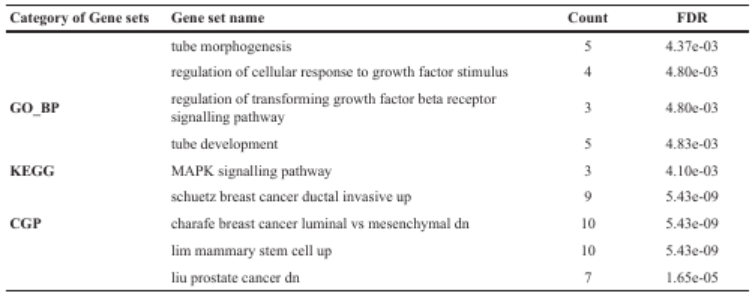 Category of Gene sets Gene set name Count FDR
tube morphogenesis 5 4.37e-03
regulation of cellular response to growth factor stimulus 4 4.80e-03
GO_BP regulation of transforming growth factor beta receptor signalling pathway 3 4.80e-03
tube development 5 4.83e-03
KEGG MAPK signalling pathway 3 4.10e-03
schuetz breast cancer ductal invasive up 9 5.43e-09
CGP charafe breast cancer luminal vs mesenchymal dn 10 5.43e-09
lim mammary stem cell up 10 5.43e-09
liu prostate cancer dn 7 1.65e-05